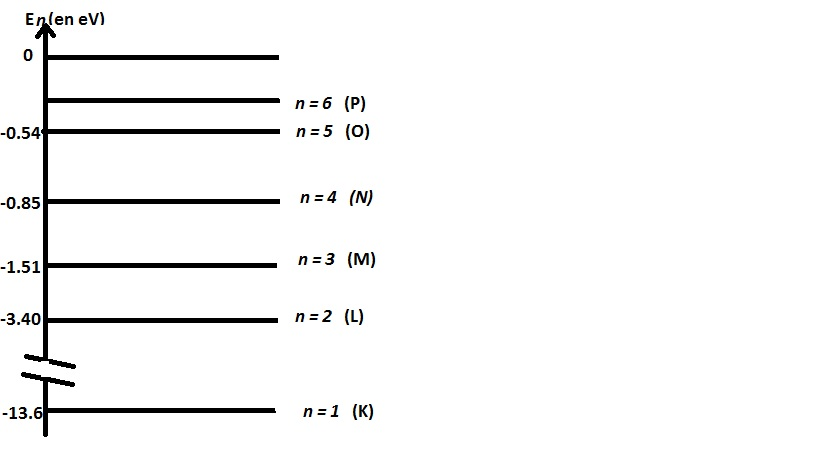 En(en eV)
0
n = 6 (P)
-0.54 n = 5 (O)
-0.85 n = 4 (N)
-1.51 n = 3 (M)
-3.40 n = 2 (L)
-13.6 n = 1 (K)